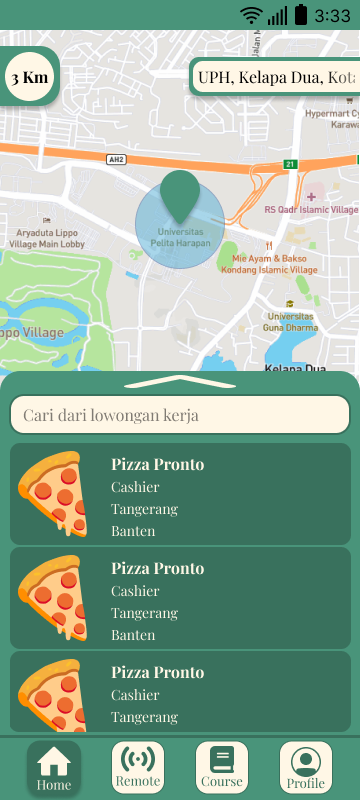 3:33
Jalan M
3 Km
UPH, Kelapa Dua, Kota
Hypermart Cy
Karawa
AH2
21
RS Qadr Islamic Village
Aryaduta Lippo
Village Main Lobby
Universitas
Pelita Harapan
Mie Ayam & Bakso
Kondang Islamic Village
Universitas
Guna Dharma
ppo Village
Kelapa Dua
Cari dari lowongan kerja
Pizza Pronto
Cashier
Tangerang
Banten
Pizza Pronto
Cashier
Tangerang
Banten
Pizza Pronto
Cashier
Tangerang
Home
Remote
Course
Profile